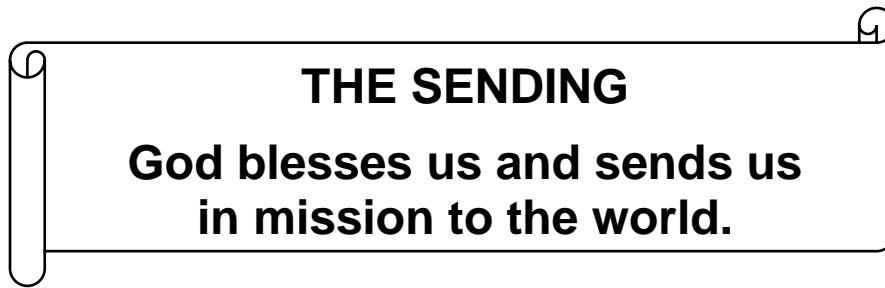 THE SENDING
God blesses us and sends us
in mission to the world.